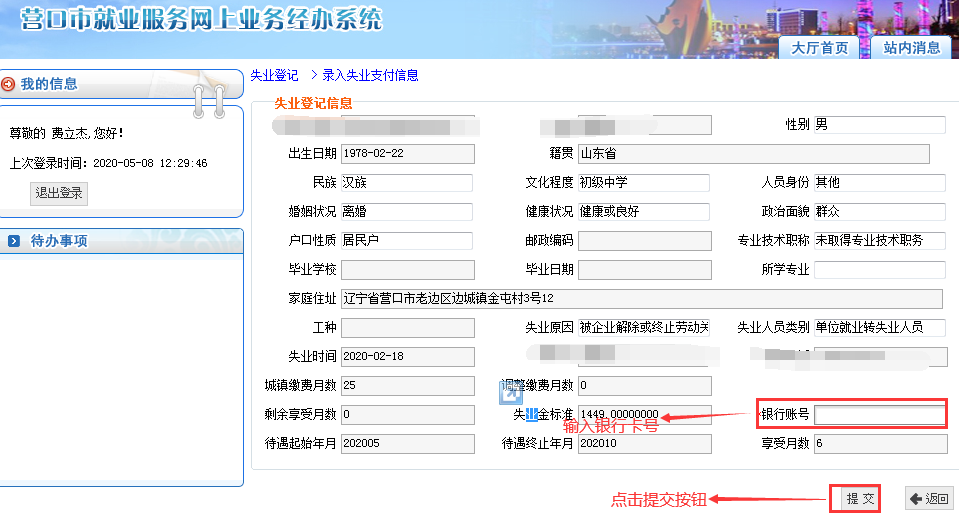 营口市就业服务网上业务经办系统
大厅首页 站内消息
我的信息
尊敬的 费立杰,您好!
上次登录时间: 2020-05-08 12:29:46
退出登录
待办事项
失业登记 > 录入失业支付信息
失业登记信息
性别 男
出生日期 1978-02-22 籍贯 山东省
民族 汉族 文化程度 初级中学 人员身份 其他
婚姻状况 离婚 健康状况 健康或良好 政治面貌 群众
户口性质 居民户 邮政编码 专业技术职称 未取得专业技术职务
毕业学校 毕业日期 所学专业
家庭住址 辽宁省营口市老边区边城镇金屯村3号12
工种 失业原因 被企业解除或终止劳动关 失业人员类别 单位就业转失业人员
失业时间 2020-02-18
城镇缴费月数 25 调整缴费月数 0
剩余享受月数 0 失业金标准 1449.00000000 银行账号
输入银行卡号
待遇起始年月 202005 待遇终止年月 202010 享受月数 6
点击提交按钮 提 交 返回